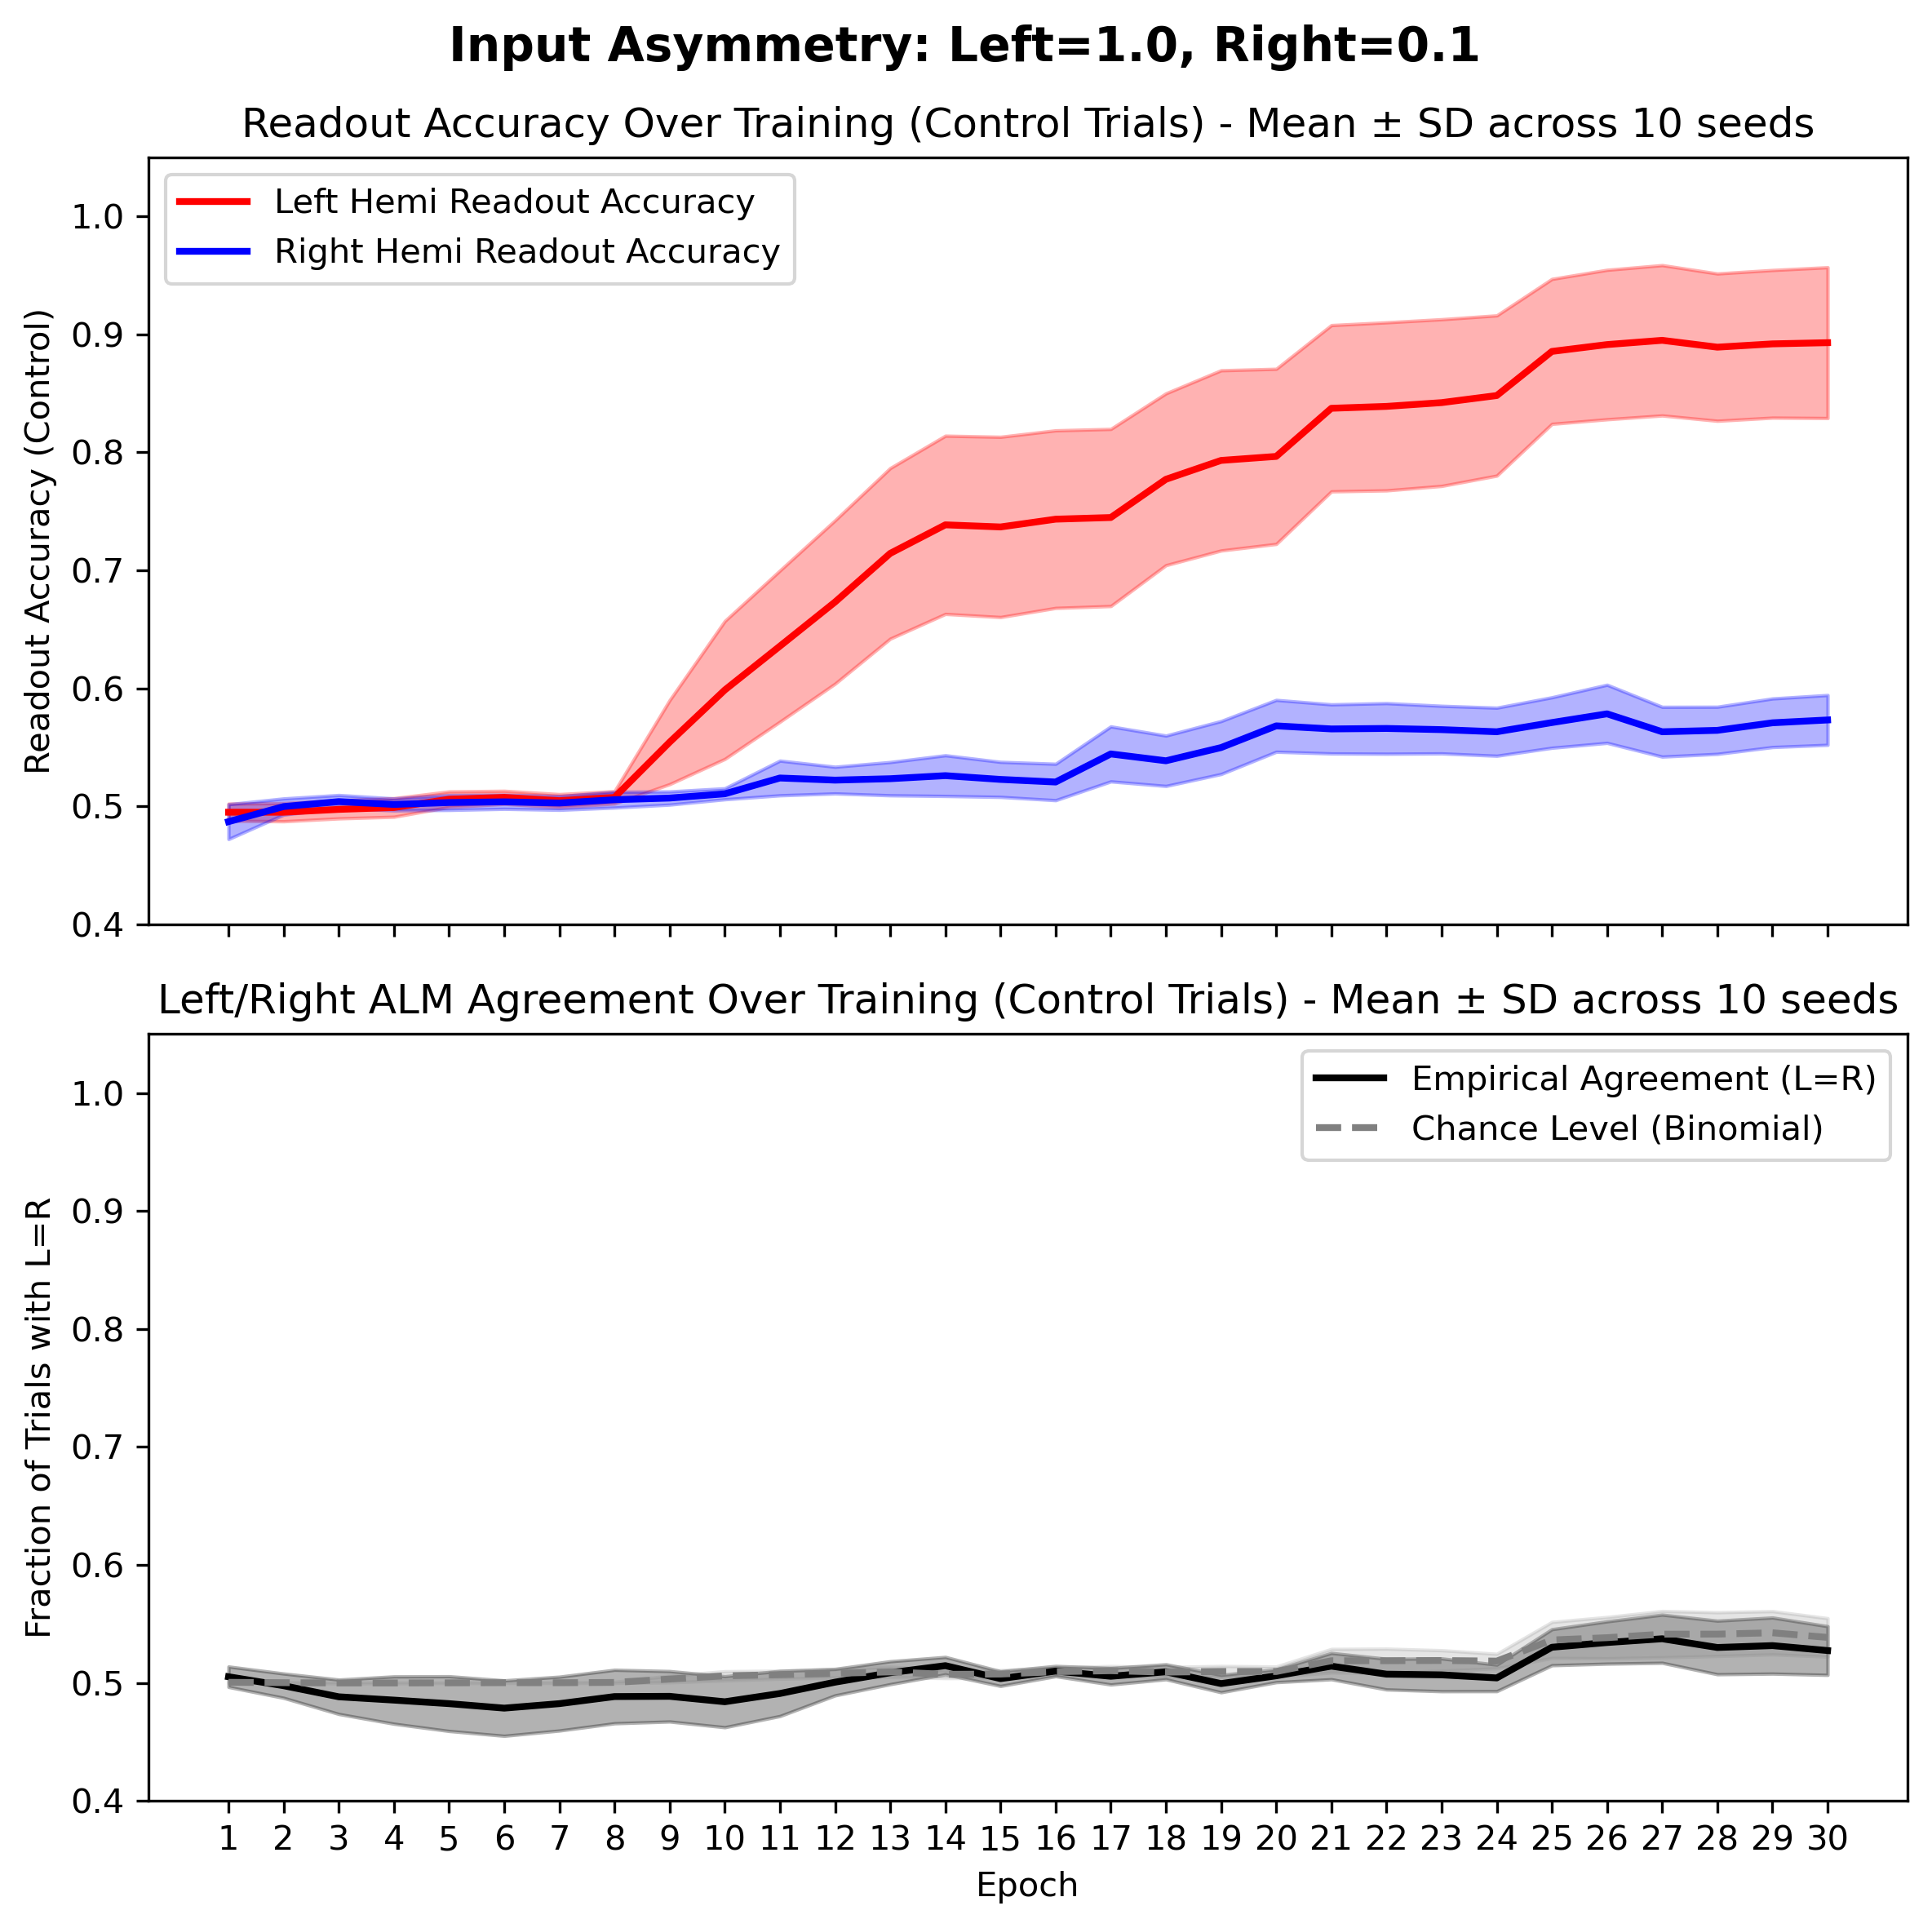 Input Asymmetry: Left=1.0, Right=0.1
Readout Accuracy Over Training (Control Trials) - Mean ± SD across 10 seeds
Left Hemi Readout Accuracy
Right Hemi Readout Accuracy
Readout Accuracy (Control)
1.0
0.9
0.8
0.7
0.6
0.5
0.4
Left/Right ALM Agreement Over Training (Control Trials) - Mean ± SD across 10 seeds
Empirical Agreement (L=R)
Chance Level (Binomial)
Fraction of Trials with L=R
1.0
0.9
0.8
0.7
0.6
0.5
0.4
1 2 3 4 5 6 7 8 9 10 11 12 13 14 15 16 17 18 19 20 21 22 23 24 25 26 27 28 29 30
Epoch